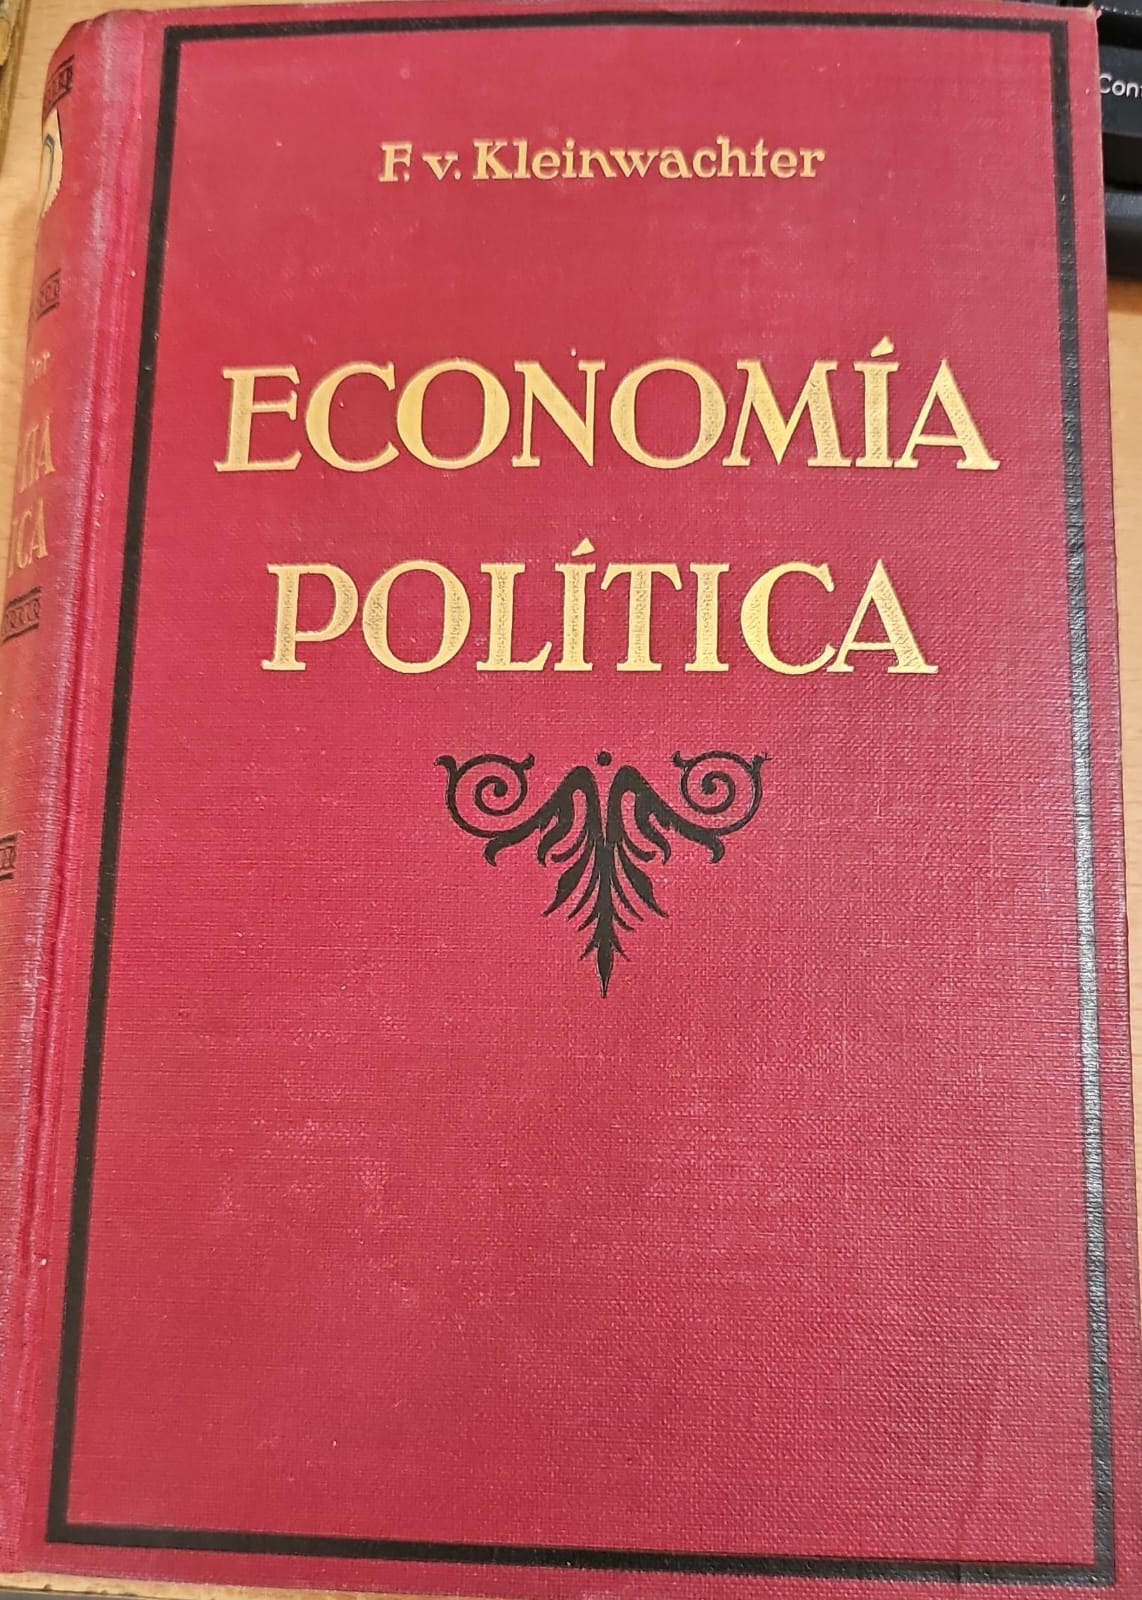 F. v. Kleinwachter
ECONOMÍA
POLÍTICA